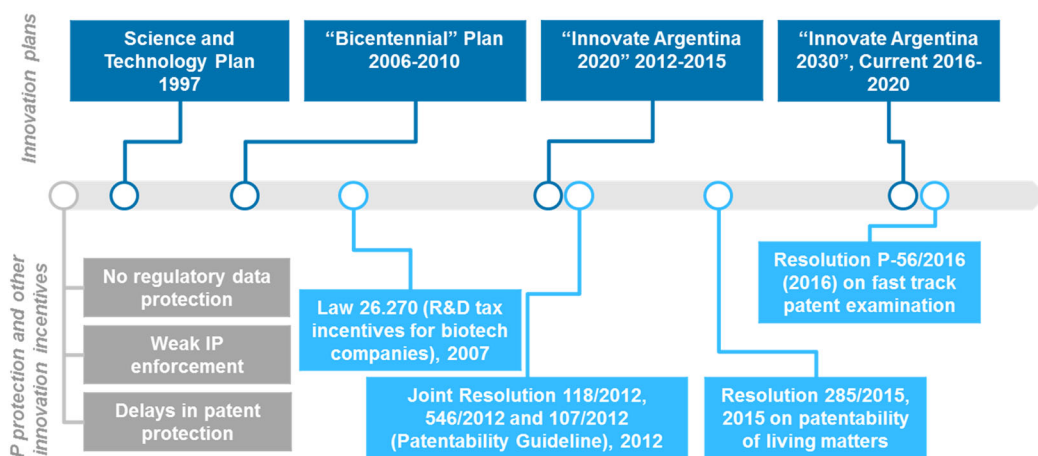 Innovation plans
Science and
Technology Plan
1997
“Bicentennial” Plan
2006-2010
“Innovate Argentina
2020” 2012-2015
“Innovate Argentina
2030”, Current 2016-
2020
P protection and other
innovation incentives
No regulatory data
protection
Weak IP
enforcement
Delays in patent
protection
Law 26.270 (R&D tax
incentives for biotech
companies), 2007
Joint Resolution 118/2012,
546/2012 and 107/2012
(Patentability Guideline), 2012
Resolution 285/2015,
2015 on patentability
of living matters
Resolution P-56/2016
(2016) on fast track
patent examination